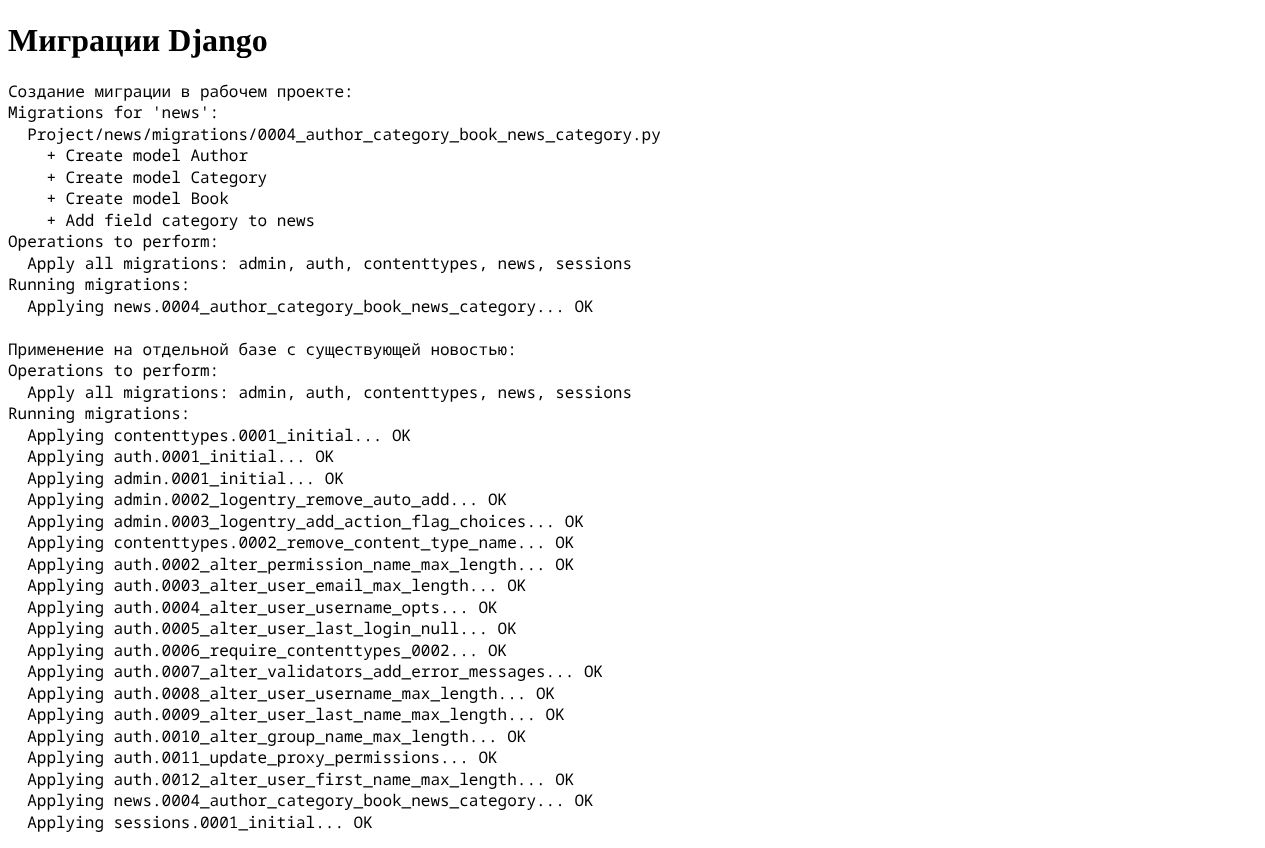 Миграции Django
Создание миграции в рабочем проекте:
Migrations for 'news':
  Project/news/migrations/0004_author_category_book_news_category.py
    + Create model Author
    + Create model Category
    + Create model Book
    + Add field category to news
Operations to perform:
  Apply all migrations: admin, auth, contenttypes, news, sessions
Running migrations:
  Applying news.0004_author_category_book_news_category... OK

Применение на отдельной базе с существующей новостью:
Operations to perform:
  Apply all migrations: admin, auth, contenttypes, news, sessions
Running migrations:
  Applying contenttypes.0001_initial... OK
  Applying auth.0001_initial... OK
  Applying admin.0001_initial... OK
  Applying admin.0002_logentry_remove_auto_add... OK
  Applying admin.0003_logentry_add_action_flag_choices... OK
  Applying contenttypes.0002_remove_content_type_name... OK
  Applying auth.0002_alter_permission_name_max_length... OK
  Applying auth.0003_alter_user_email_max_length... OK
  Applying auth.0004_alter_user_username_opts... OK
  Applying auth.0005_alter_user_last_login_null... OK
  Applying auth.0006_require_contenttypes_0002... OK
  Applying auth.0007_alter_validators_add_error_messages... OK
  Applying auth.0008_alter_user_username_max_length... OK
  Applying auth.0009_alter_user_last_name_max_length... OK
  Applying auth.0010_alter_group_name_max_length... OK
  Applying auth.0011_update_proxy_permissions... OK
  Applying auth.0012_alter_user_first_name_max_length... OK
  Applying news.0004_author_category_book_news_category... OK
  Applying sessions.0001_initial... OK